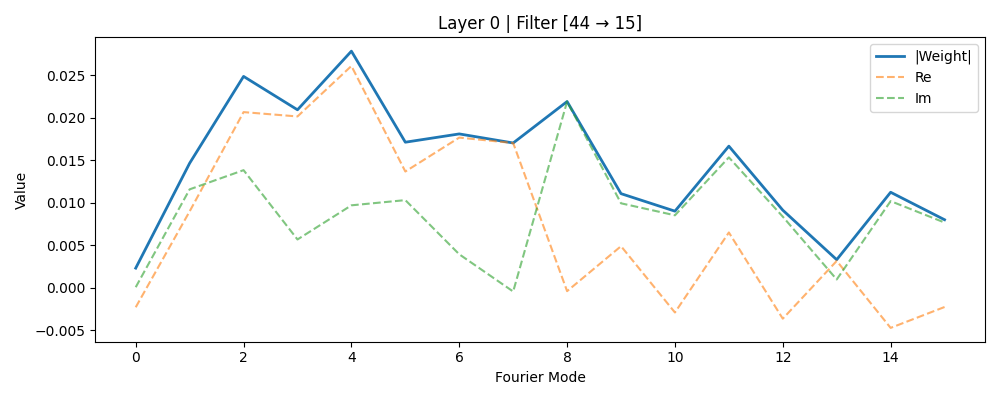 Layer 0 | Filter [44 → 15]
|Weight|
Re
Im
Value
0.025
0.020
0.015
0.010
0.005
0.000
−0.005
0 2 4 6 8 10 12 14
Fourier Mode